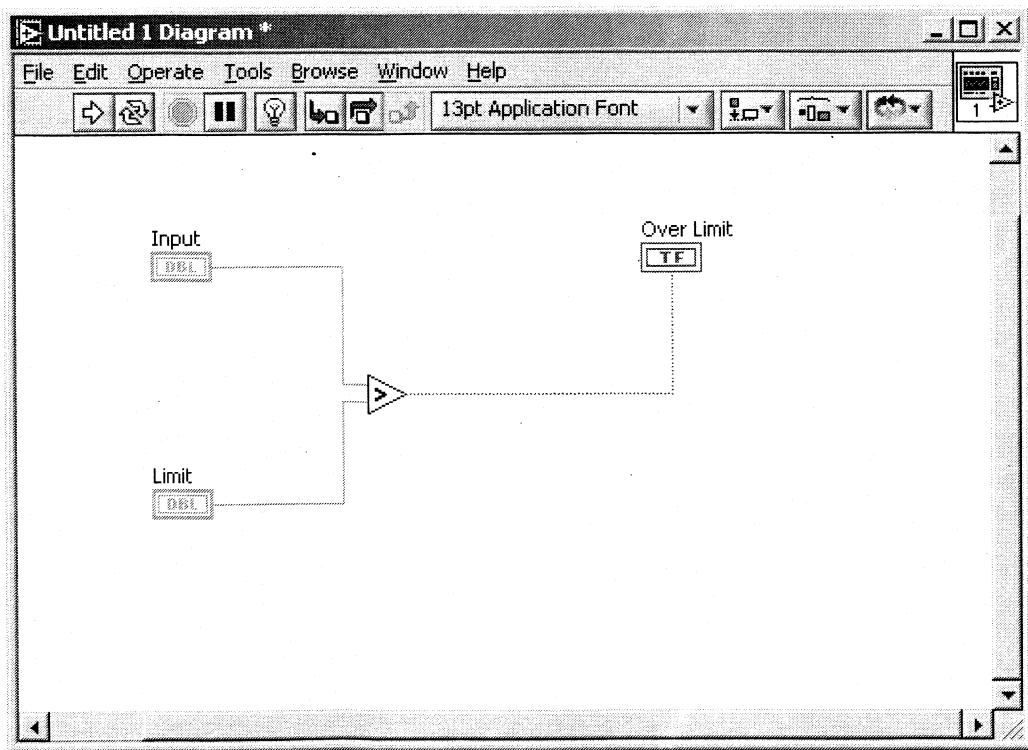 Untitled 1 Diagram *
File Edit Operate Tools Browse Window Help
13pt Application Font
1
Input
DBL
Over Limit
TF
>
Limit
DBL